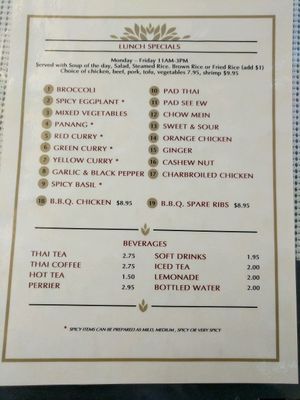 LUNCH SPECIALS
Monday - Friday 11AM-3PM
Served with Soup of the day, Salad, Steamed Rice. Brown Rice or Fried Rice (add $1)
Choice of chicken, beef, pork, tofu, vegetables 7.95, shrimp $9.95
1 BROCCOLI
2 SPICY EGGPLANT *
3 MIXED VEGETABLES
4 PANANG *
5 RED CURRY *
6 GREEN CURRY *
7 YELLOW CURRY *
8 GARLIC & BLACK PEPPER
9 SPICY BASIL *
10 PAD THAI
11 PAD SEE EW
12 CHOW MEIN
13 SWEET & SOUR
14 ORANGE CHICKEN
15 GINGER
16 CASHEW NUT
17 CHARBROILED CHICKEN
18 B.B.Q. CHICKEN $8.95
19 B.B.Q. SPARE RIBS $8.95
BEVERAGES
THAI TEA 2.75
THAI COFFEE 2.75
HOT TEA 1.50
PERRIER 2.95
SOFT DRINKS 1.95
ICED TEA 2.00
LEMONADE 2.00
BOTTLED WATER 2.00
* SPICY ITEMS CAN BE PREPARED AS MILD, MEDIUM, SPICY OR VERY SPICY